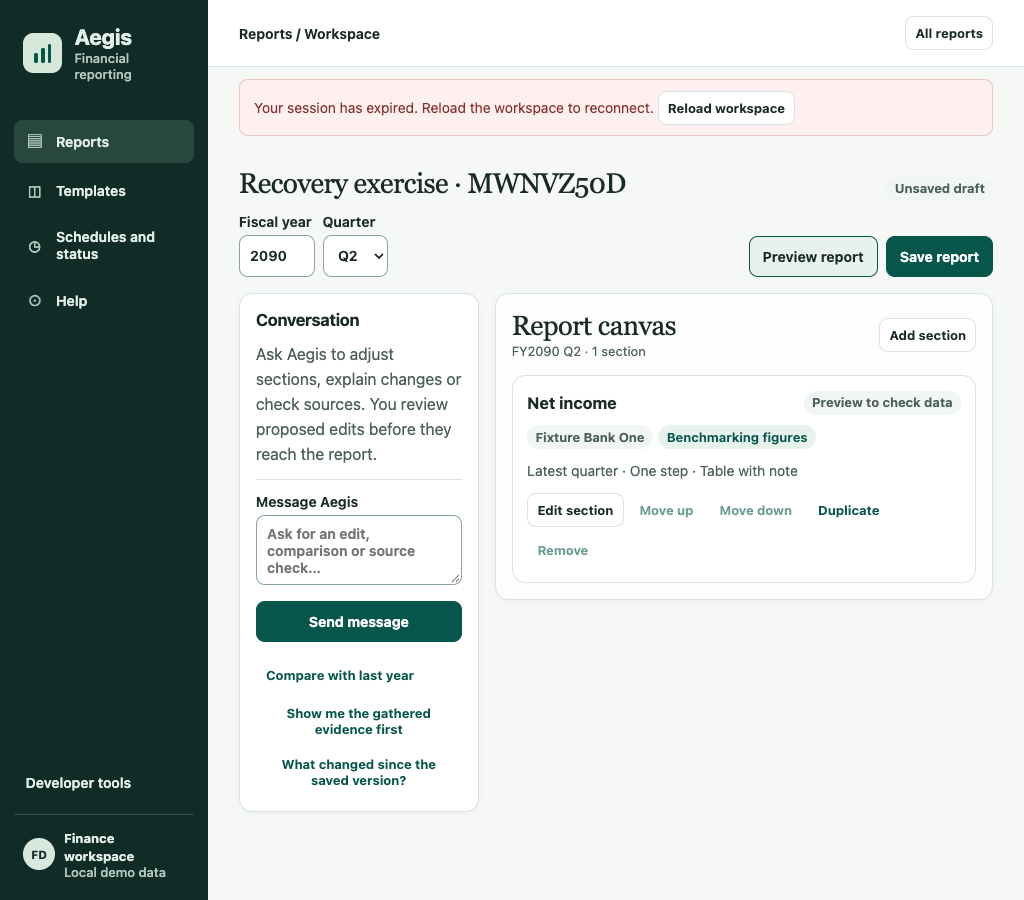 Aegis
Financial
reporting
Reports
Templates
Schedules and
status
Help
Developer tools
FD
Finance
workspace
Local demo data
Reports / Workspace
All reports
Your session has expired. Reload the workspace to reconnect.
Reload workspace
Recovery exercise · MWNVZ50D
Unsaved draft
Fiscal year
Quarter
2090
Q2
Preview report
Save report
Conversation
Ask Aegis to adjust
sections, explain changes or
check sources. You review
proposed edits before they
reach the report.
Message Aegis
Ask for an edit,
comparison or source
check...
Send message
Compare with last year
Show me the gathered
evidence first
What changed since the
saved version?
Report canvas
FY2090 Q2 · 1 section
Add section
Net income
Preview to check data
Fixture Bank One
Benchmarking figures
Latest quarter · One step · Table with note
Edit section
Move up
Move down
Duplicate
Remove